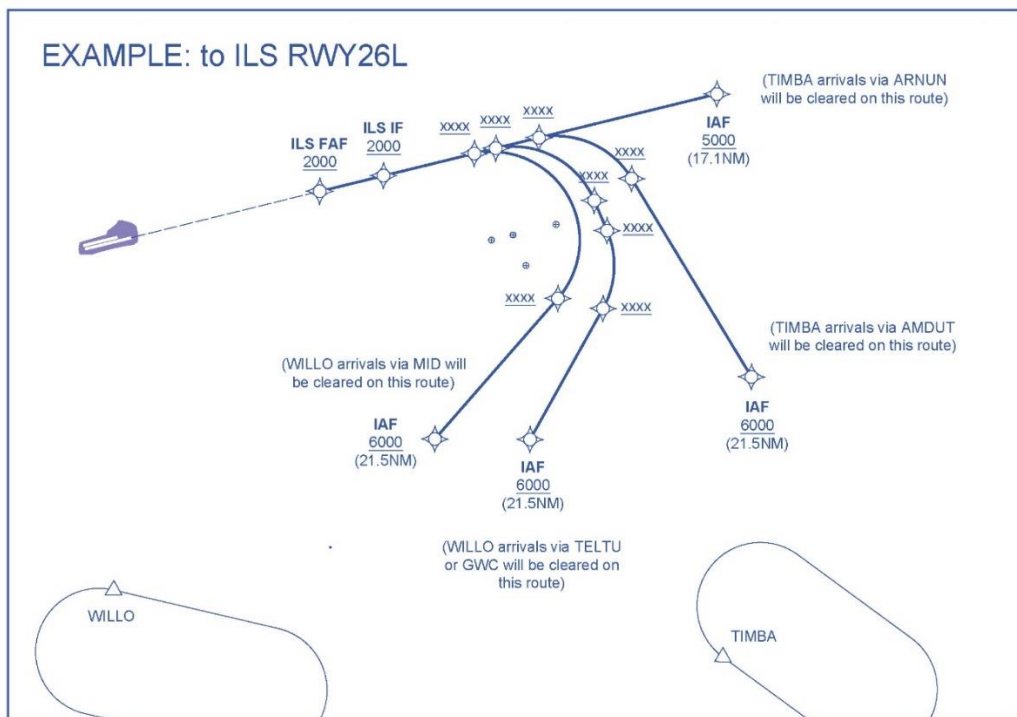 EXAMPLE: to ILS RWY26L
(TIMBA arrivals via ARNUN
will be cleared on this route)
XXXX
XXXX
XXXX
IAF
5000
(17.1NM)
ILS IF
2000
ILS FAF
2000
XXXX
XXXX
XXXX
XXXX
XXXX
(TIMBA arrivals via AMDUT
will be cleared on this route)
(WILLO arrivals via MID will
be cleared on this route)
IAF
6000
(21.5NM)
IAF
6000
(21.5NM)
IAF
6000
(21.5NM)
(WILLO arrivals via TELTU
or GWC will be cleared on
this route)
WILLO
TIMBA